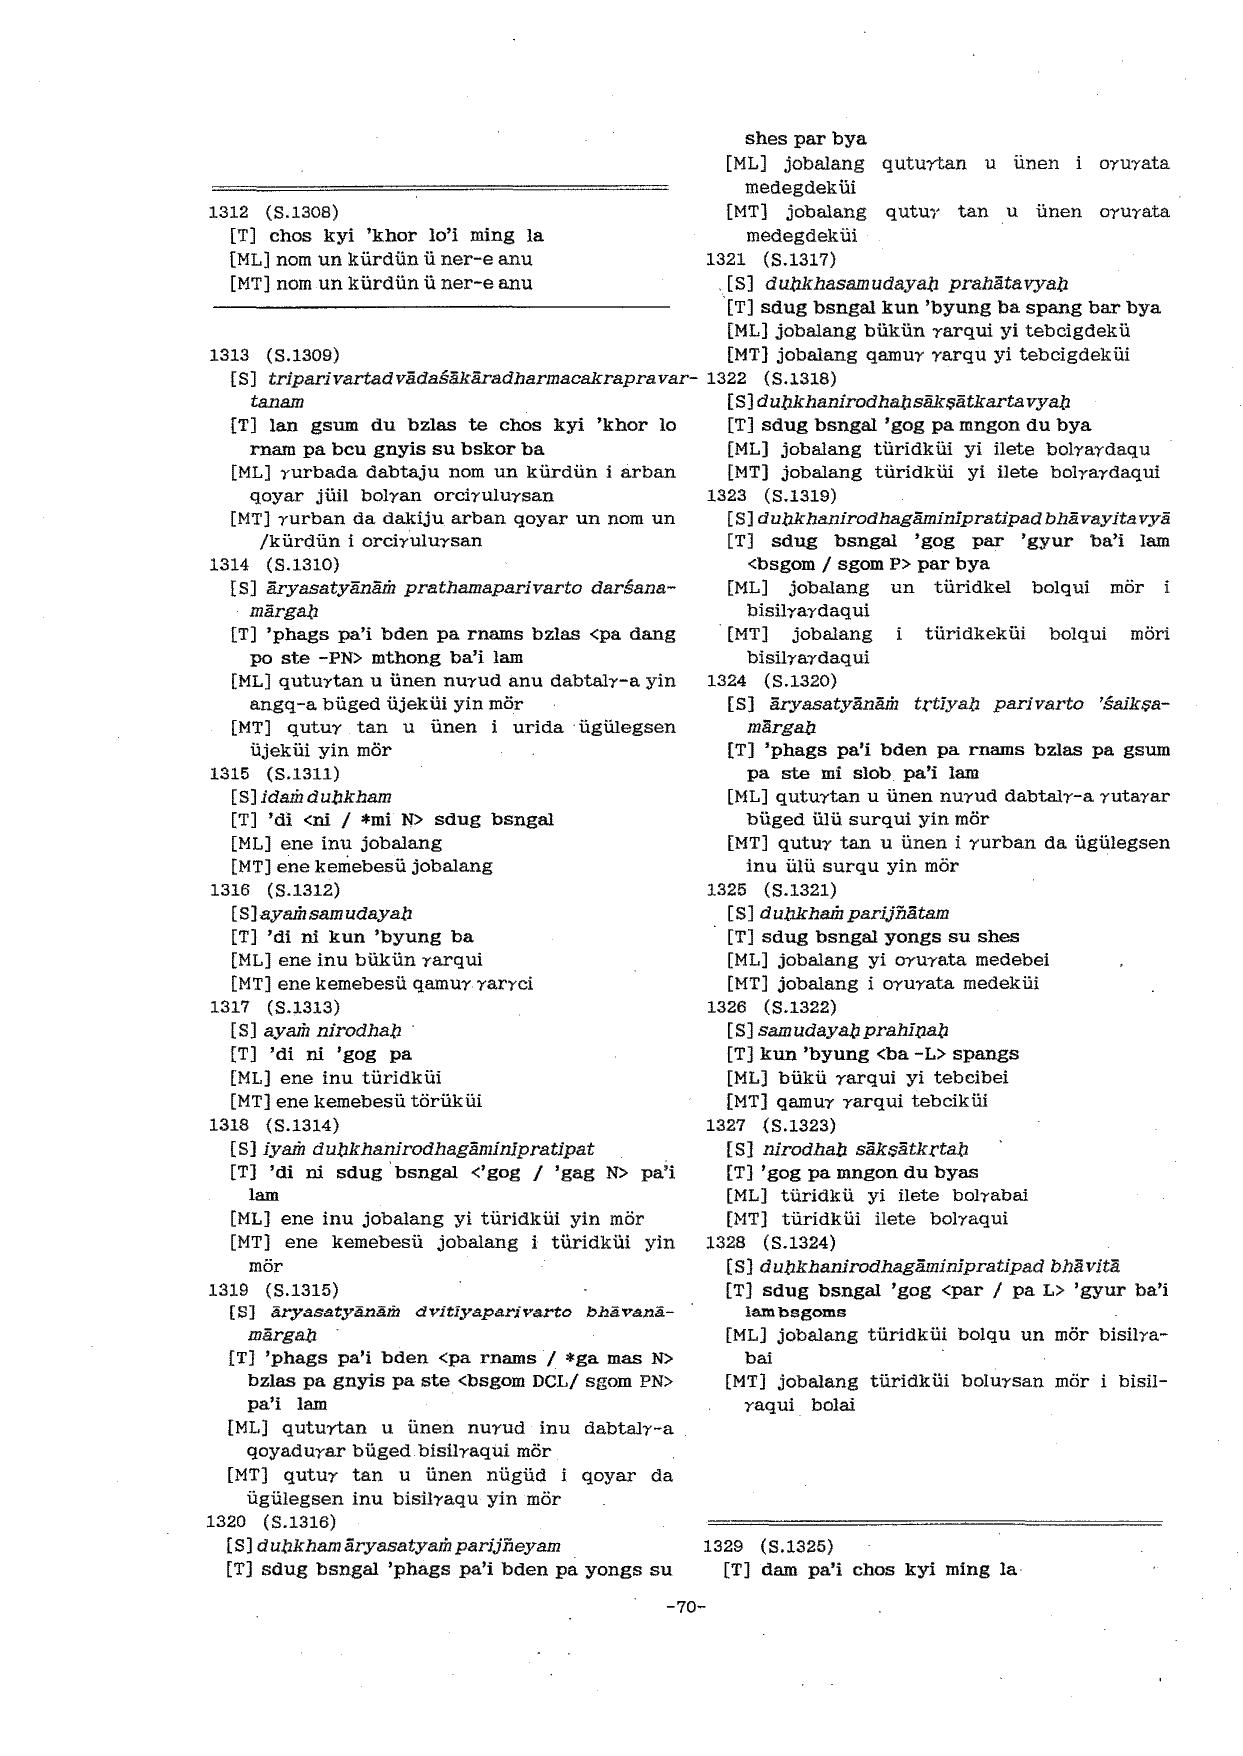 1312 (S.1308)
[T] chos kyi ’khor lo’i ming la
[ML] nom un kürdün ü ner-e anu
[MT] nom un kürdün ü ner-e anu
1313 (S.1309)
[S] triparivartadvādaśākāradharmacakrapravar-
tanam
[T] lan gsum du bzlas te chos kyi ’khor lo
rnam pa bcu gnyis su bskor ba
[ML] γurbada dabtaju nom un kürdün i arban
qoyar jüil bolγan orciγuluγsan
[MT] γurban da dakiju arban qoyar un nom un
/kürdün i orciγuluγsan
1314 (S.1310)
[S] āryasatyānāṁ prathamaparivarto darśana-
mārgaḥ
[T] ’phags pa’i bden pa rnams bzlas <pa dang
po ste -PN> mthong ba’i lam
[ML] qutuγtan u ünen nuγud anu dabtalγ-a yin
angq-a büged üjeküi yin mör
[MT] qutuγ tan u ünen i urida ügülegsen
üjeküi yin mör
1315 (S.1311)
[S] idaṁ duḥkham
[T] ’di <ni / *mi N> sdug bsngal
[ML] ene inu jobalang
[MT] ene kemebesü jobalang
1316 (S.1312)
[S] ayaṁ samudayaḥ
[T] ’di ni kun ’byung ba
[ML] ene inu bükün γarqui
[MT] ene kemebesü qamuγ γarγci
1317 (S.1313)
[S] ayaṁ nirodhaḥ
[T] ’di ni ’gog pa
[ML] ene inu türidküi
[MT] ene kemebesü törüküi
1318 (S.1314)
[S] iyaṁ duḥkhanirodhagāminīpratipat
[T] ’di ni sdug bsngal <’gog / ’gag N> pa’i
lam
[ML] ene inu jobalang yi türidküi yin mör
[MT] ene kemebesü jobalang i türidküi yin
mör
1319 (S.1315)
[S] āryasatyānāṁ dvitīyaparivarto bhāvanā-
mārgaḥ
[T] ’phags pa’i bden <pa rnams / *ga mas N>
bzlas pa gnyis pa ste <bsgom DCL/ sgom PN>
pa’i lam
[ML] qutuγtan u ünen nuγud inu dabtalγ-a
qoyaduγar büged bisilγaqui mör
[MT] qutuγ tan u ünen nügüd i qoyar da
ügülegsen inu bisilγaqu yin mör
1320 (S.1316)
[S] duḥkham āryasatyaṁ parijñeyam
[T] sdug bsngal ’phags pa’i bden pa yongs su
shes par bya
[ML] jobalang qutuγtan u ünen i oγuγata
medegdeküi
[MT] jobalang qutuγ tan u ünen oγuγata
medegdeküi
1321 (S.1317)
[S] duḥkhasamudayaḥ prahātavyaḥ
[T] sdug bsngal kun ’byung ba spang bar bya
[ML] jobalang bükün γarqui yi tebcigdekü
[MT] jobalang qamuγ γarqu yi tebcigdeküi
1322 (S.1318)
[S] duḥkhanirodhaḥ sākṣātkartavyaḥ
[T] sdug bsngal ’gog pa mngon du bya
[ML] jobalang türidküi yi ilete bolγaγdaqu
[MT] jobalang türidküi yi ilete bolγaγdaqui
1323 (S.1319)
[S] duḥkhanirodhagāminīpratipad bhāvayitavyā
[T] sdug bsngal ’gog par ’gyur ba’i lam
<bsgom / sgom P> par bya
[ML] jobalang un türidkel bolqui mör i
bisilγaγdaqui
[MT] jobalang i türidkeküi bolqui möri
bisilγaγdaqui
1324 (S.1320)
[S] āryasatyānāṁ tṛtīyaḥ parivarto ’śaikṣa-
mārgaḥ
[T] ’phags pa’i bden pa rnams bzlas pa gsum
pa ste mi slob pa’i lam
[ML] qutuγtan u ünen nuγud dabtalγ-a γutaγar
büged ülü surqui yin mör
[MT] qutuγ tan u ünen i γurban da ügülegsen
inu ülü surqu yin mör
1325 (S.1321)
[S] duḥkhaṁ parijñātam
[T] sdug bsngal yongs su shes
[ML] jobalang yi oγuγata medebei
[MT] jobalang i oγuγata medeküi
1326 (S.1322)
[S] samudayaḥ prahīṇaḥ
[T] kun ’byung <ba -L> spangs
[ML] bükü γarqui yi tebcibei
[MT] qamuγ γarqui tebciküi
1327 (S.1323)
[S] nirodhaḥ sākṣātkṛtaḥ
[T] ’gog pa mngon du byas
[ML] türidkü yi ilete bolγabai
[MT] türidküi ilete bolγaqui
1328 (S.1324)
[S] duḥkhanirodhagāminipratipad bhāvitā
[T] sdug bsngal ’gog <par / pa L> ’gyur ba’i
lam bsgoms
[ML] jobalang türidküi bolqu un mör bisilγa-
bai
[MT] jobalang türidküi boluγsan mör i bisil-
γaqui bolai
1329 (S.1325)
[T] dam pa’i chos kyi ming la
-70-